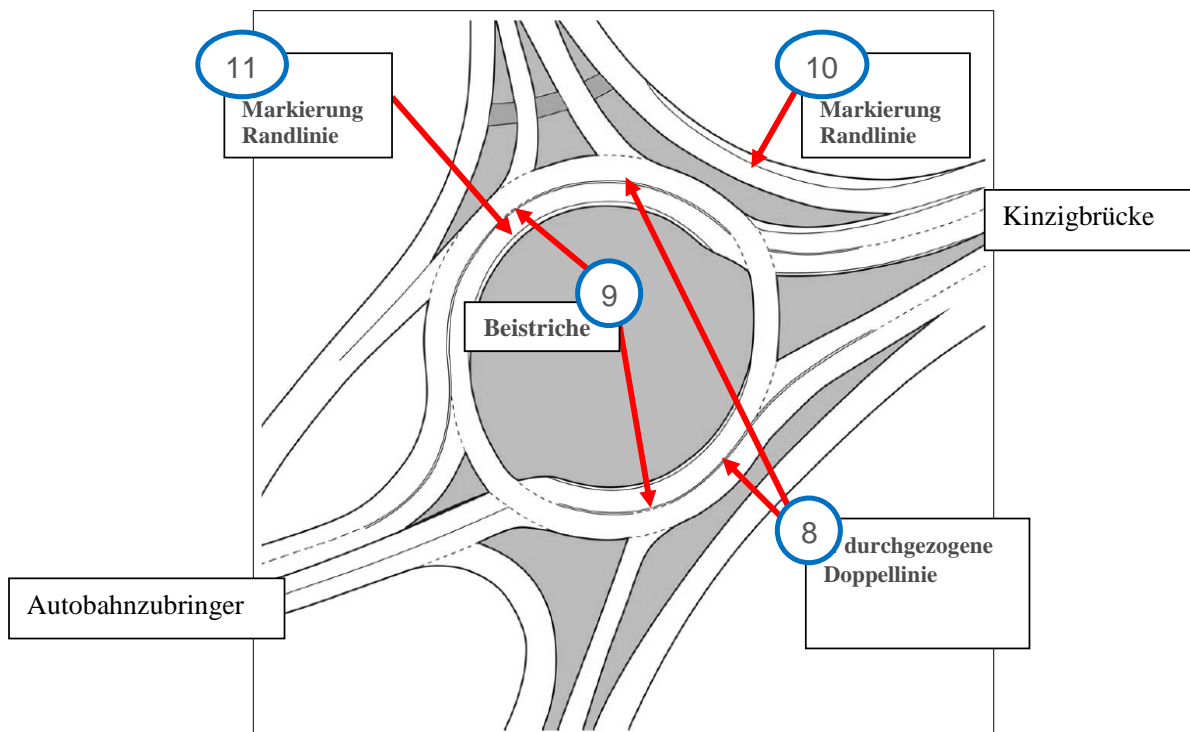 11
Markierung
Randlinie
10
Markierung
Randlinie
Kinzigbrücke
9
Beistriche
8
durchgezogene
Doppellinie
Autobahnzubringer